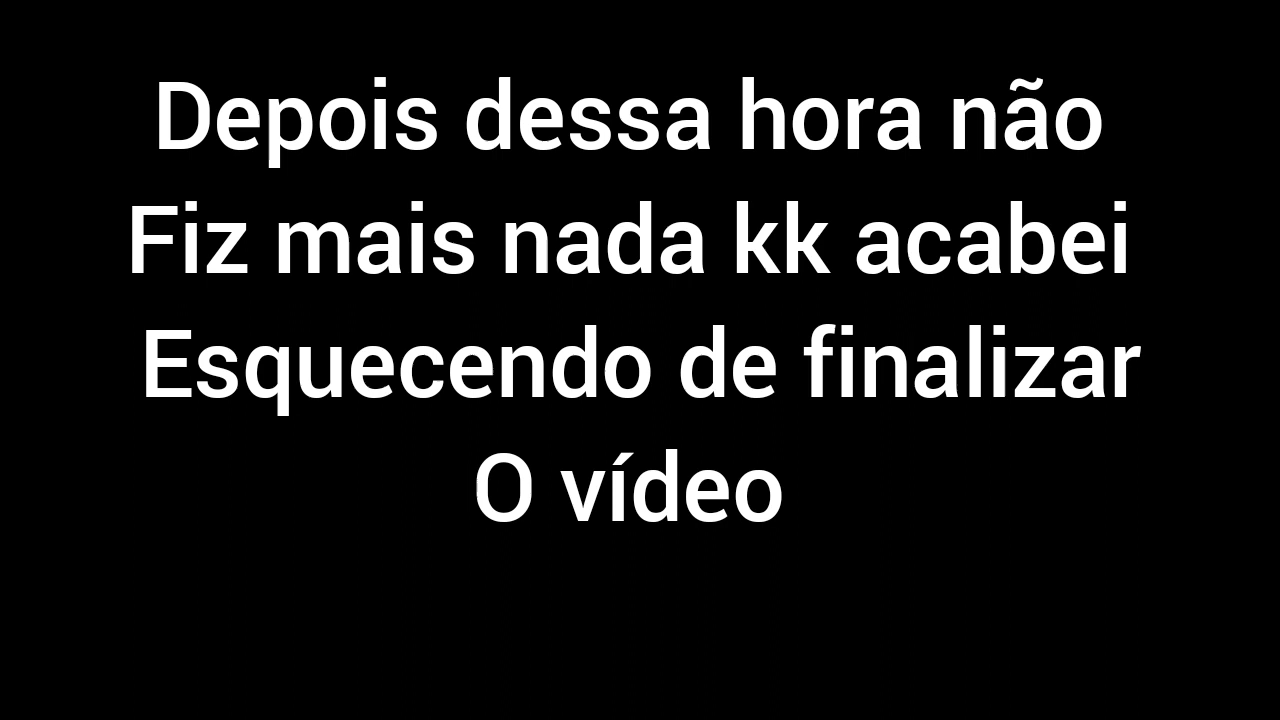 Depois dessa hora não
Fiz mais nada kk acabei
Esquecendo de finalizar
O vídeo